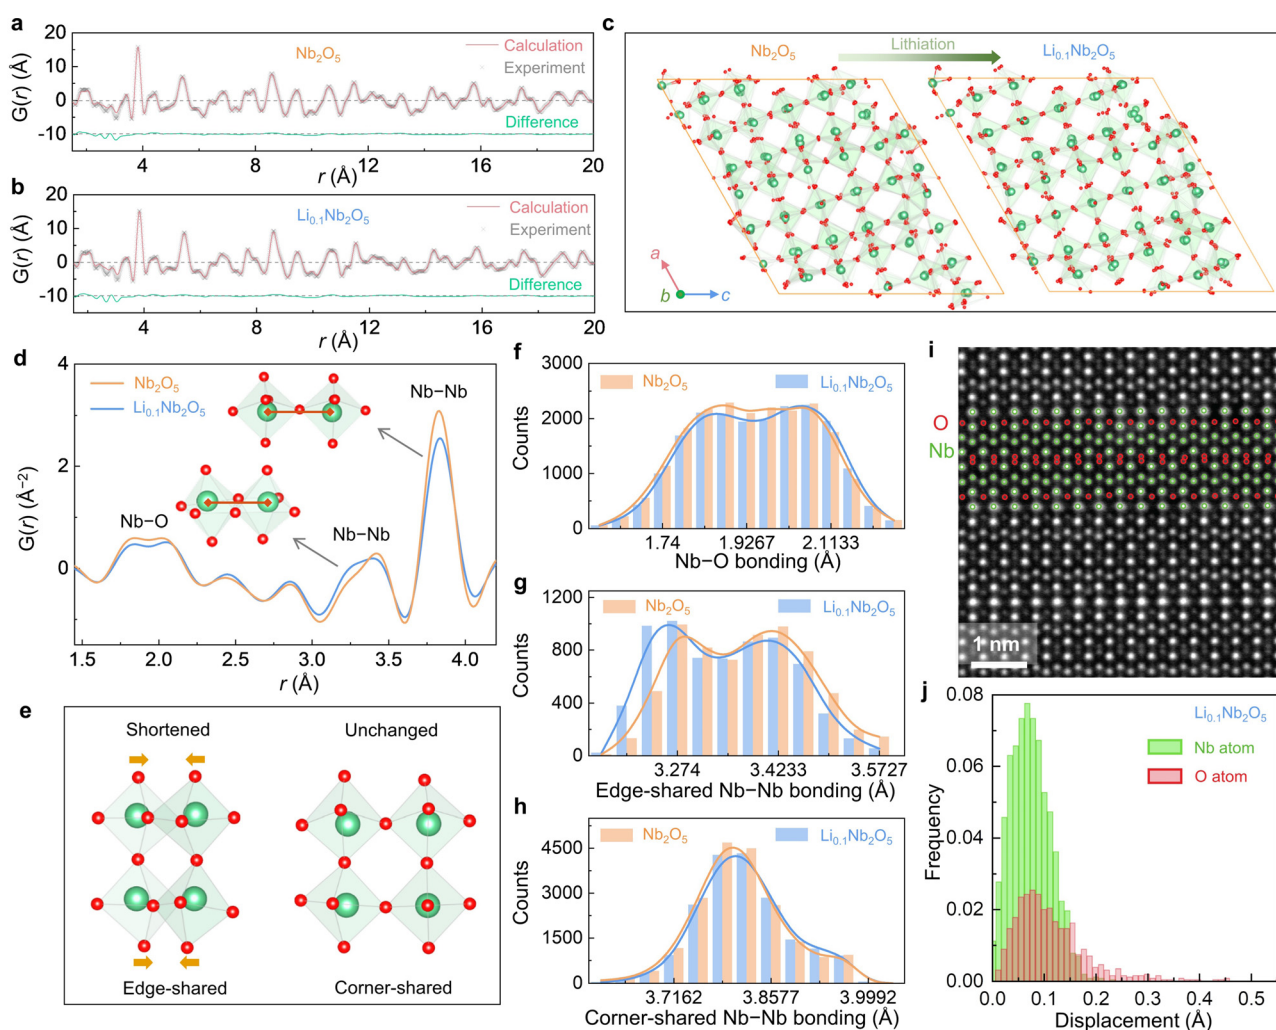 a
20
10
0
-10
G(r) (Å)
Nb₂O₅
Calculation
Experiment
Difference
4
8
12
16
20
r (Å)
b
20
10
0
-10
G(r) (Å)
Li₀.₁Nb₂O₅
Calculation
Experiment
Difference
4
8
12
16
20
r (Å)
c
Nb₂O₅
Lithiation
Li₀.₁Nb₂O₅
a
b
c
d
4
2
0
G(r) (Å⁻²)
Nb₂O₅
Li₀.₁Nb₂O₅
Nb−Nb
Nb−O
Nb−Nb
1.5
2.0
2.5
3.0
3.5
4.0
r (Å)
e
Shortened
Unchanged
Edge-shared
Corner-shared
f
3000
2250
1500
750
0
Counts
Nb₂O₅
Li₀.₁Nb₂O₅
1.74
1.9267
2.1133
Nb−O bonding (Å)
g
1200
800
400
0
Counts
Nb₂O₅
Li₀.₁Nb₂O₅
3.274
3.4233
3.5727
Edge-shared Nb−Nb bonding (Å)
h
4500
3000
1500
0
Counts
Nb₂O₅
Li₀.₁Nb₂O₅
3.7162
3.8577
3.9992
Corner-shared Nb−Nb bonding (Å)
i
O
Nb
1 nm
j
0.08
0.06
0.04
0.02
0.00
Frequency
Li₀.₁Nb₂O₅
Nb atom
O atom
0.0
0.1
0.2
0.3
0.4
0.5
Displacement (Å)